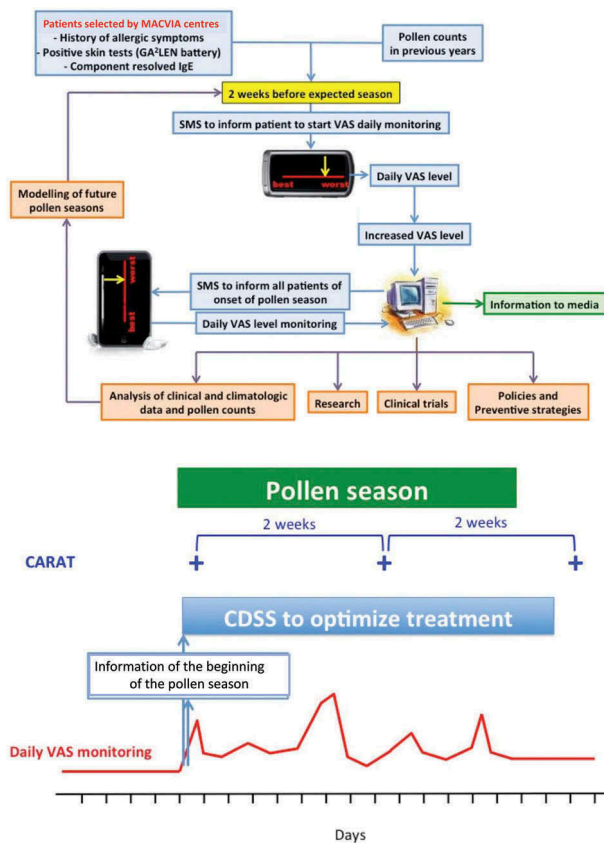 Patients selected by MACVIA centres
- History of allergic symptoms
- Positive skin tests (GA²LEN battery)
- Component resolved IgE
Pollen counts
in previous years
2 weeks before expected season
SMS to inform patient to start VAS daily monitoring
best worst
Daily VAS level
Modelling of future
pollen seasons
Increased VAS level
worst
best
SMS to inform all patients of
onset of pollen season
Daily VAS level monitoring
Information to media
Analysis of clinical and climatologic
data and pollen counts
Research
Clinical trials
Policies and
Preventive strategies
Pollen season
2 weeks
2 weeks
CARAT
+ + +
CDSS to optimize treatment
Information of the beginning
of the pollen season
Daily VAS monitoring
Days